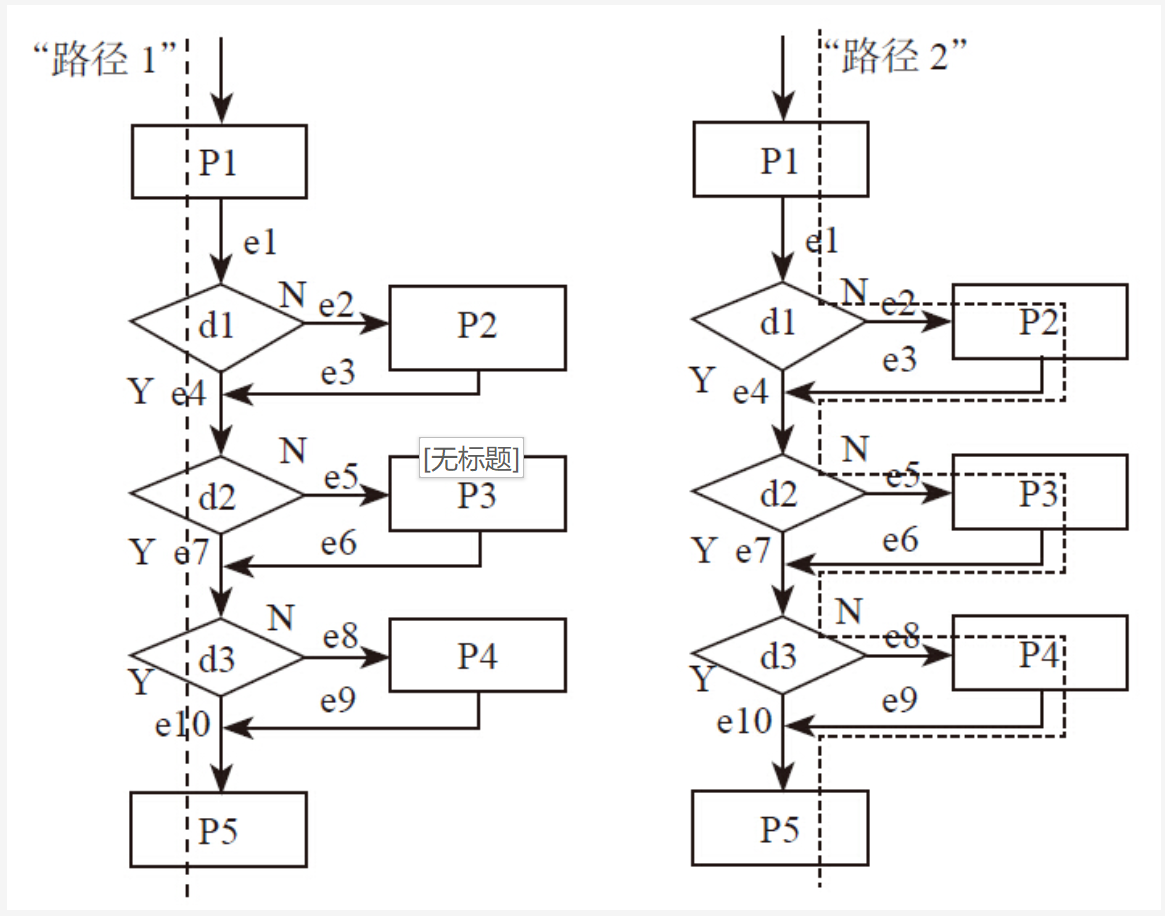 “路径 1”
P1
e1
N e2
d1
P2
e3
Y e4
N
[无标题]
e5
d2
P3
Y e7
e6
N
e8
d3
P4
Y
e9
e10
P5
“路径 2”
P1
e1
N e2
d1
P2
e3
Y e4
N
e5
d2
P3
Y e7
e6
N
e8
d3
P4
Y
e9
e10
P5